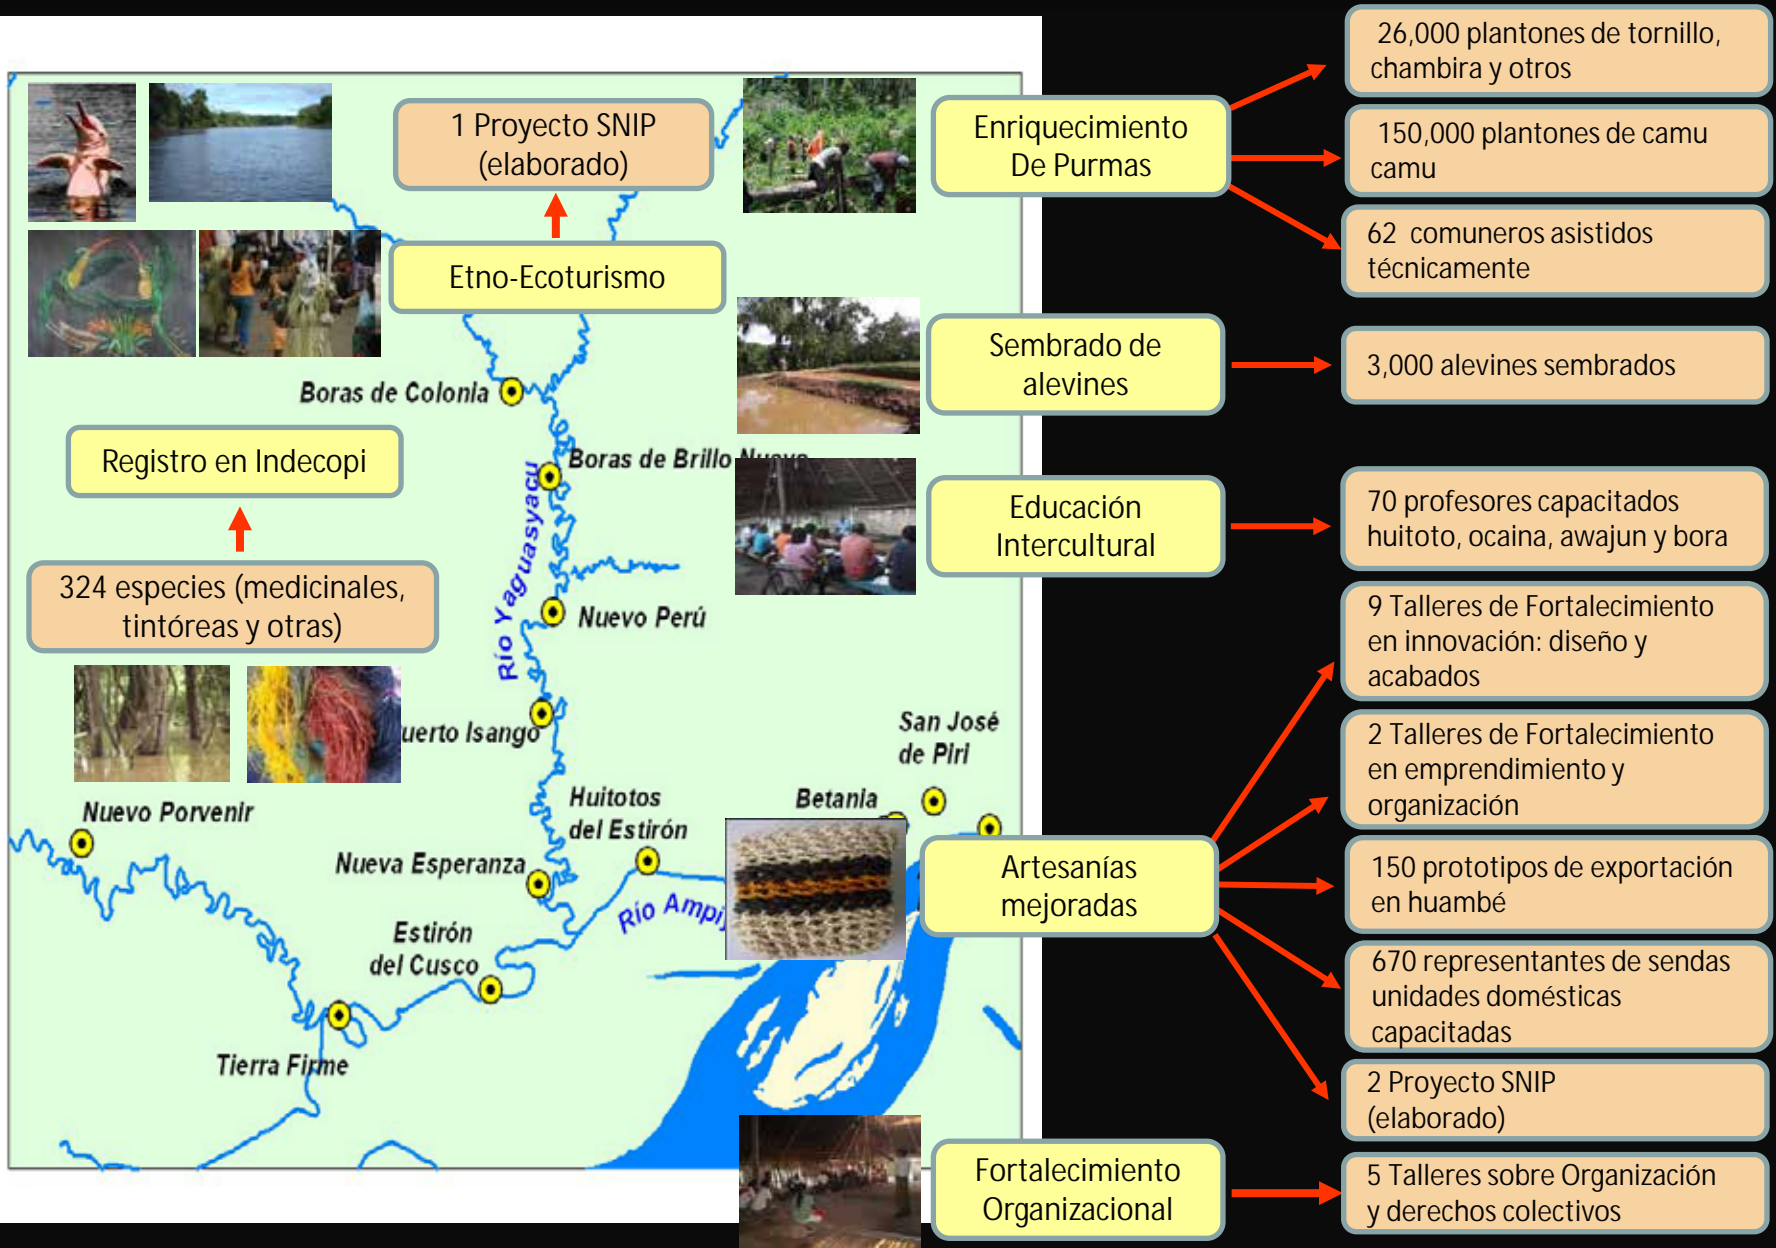 1 Proyecto SNIP
(elaborado)
Etno-Ecoturismo
Registro en Indecopi
324 especies (medicinales,
tintóreas y otras)
Boras de Colonia
Boras de Brillo
Río Yaguasyacu
Nuevo Perú
uerto Isango
San José
de Piri
Betania
Huitotos
del Estirón
Nuevo Porvenir
Nueva Esperanza
Río Ampiy
Estirón
del Cusco
Tierra Firme
Enriquecimiento
De Purmas
26,000 plantones de tornillo,
chambira y otros
150,000 plantones de camu
camu
62 comuneros asistidos
técnicamente
Sembrado de
alevines
3,000 alevines sembrados
Educación
Intercultural
70 profesores capacitados
huitoto, ocaina, awajun y bora
Artesanías
mejoradas
9 Talleres de Fortalecimiento
en innovación: diseño y
acabados
2 Talleres de Fortalecimiento
en emprendimiento y
organización
150 prototipos de exportación
en huambé
670 representantes de sendas
unidades domésticas
capacitadas
2 Proyecto SNIP
(elaborado)
Fortalecimiento
Organizacional
5 Talleres sobre Organización
y derechos colectivos